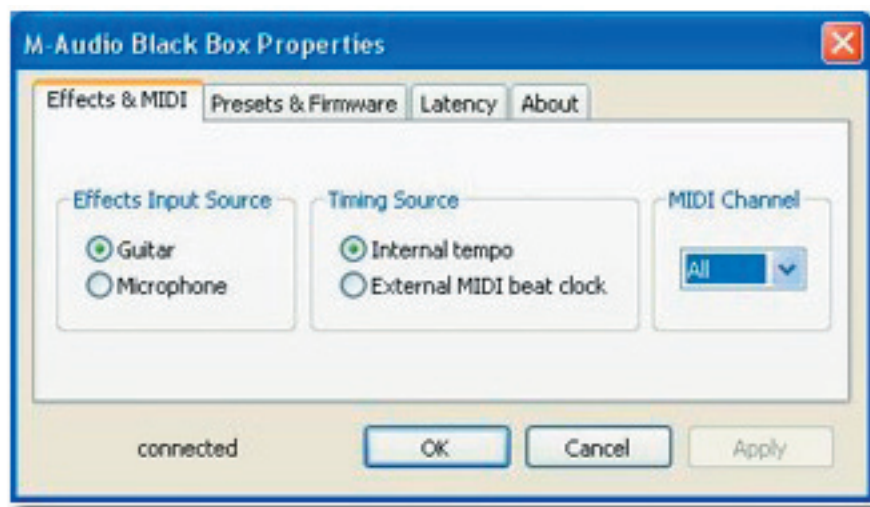 M-Audio Black Box Properties
Effects & MIDI Presets & Firmware Latency About
Effects Input Source Timing Source MIDI Channel
Guitar Internal tempo All
Microphone External MIDI beat clock
connected OK Cancel Apply